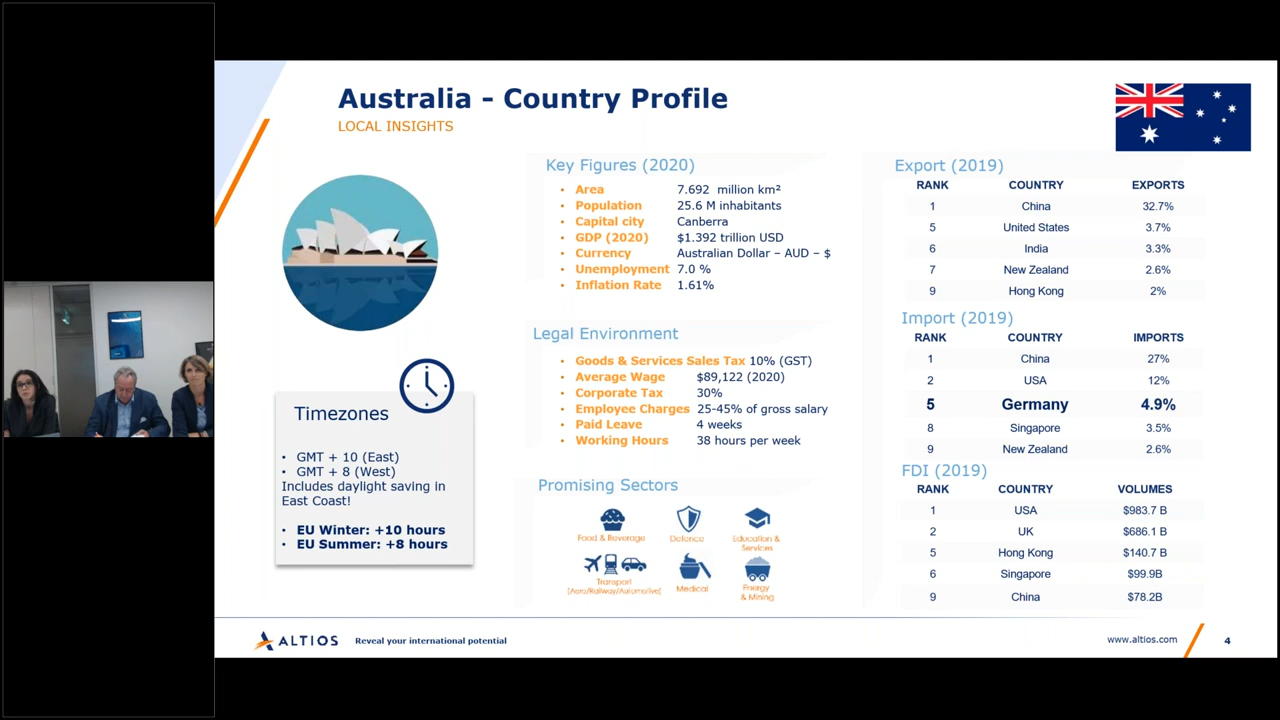 Australia - Country Profile
LOCAL INSIGHTS
Timezones
• GMT + 10 (East)
• GMT + 8 (West)
Includes daylight saving in
East Coast!
• EU Winter: +10 hours
• EU Summer: +8 hours
Key Figures (2020)
• Area 7.692 million km²
• Population 25.6 M inhabitants
• Capital city Canberra
• GDP (2020) $1.392 trillion USD
• Currency Australian Dollar – AUD – $
• Unemployment 7.0 %
• Inflation Rate 1.61%
Legal Environment
• Goods & Services Sales Tax 10% (GST)
• Average Wage $89,122 (2020)
• Corporate Tax 30%
• Employee Charges 25-45% of gross salary
• Paid Leave 4 weeks
• Working Hours 38 hours per week
Promising Sectors
Food & Beverage
Defence
Education &
Services
Transport
(Aero/Railway/Automotive)
Medical
Energy
& Mining
Export (2019)
RANK COUNTRY EXPORTS
1 China 32.7%
5 United States 3.7%
6 India 3.3%
7 New Zealand 2.6%
9 Hong Kong 2%
Import (2019)
RANK COUNTRY IMPORTS
1 China 27%
2 USA 12%
5 Germany 4.9%
8 Singapore 3.5%
9 New Zealand 2.6%
FDI (2019)
RANK COUNTRY VOLUMES
1 USA $983.7 B
2 UK $686.1 B
5 Hong Kong $140.7 B
6 Singapore $99.9B
9 China $78.2B
ALTIOS Reveal your international potential
www.altios.com 4